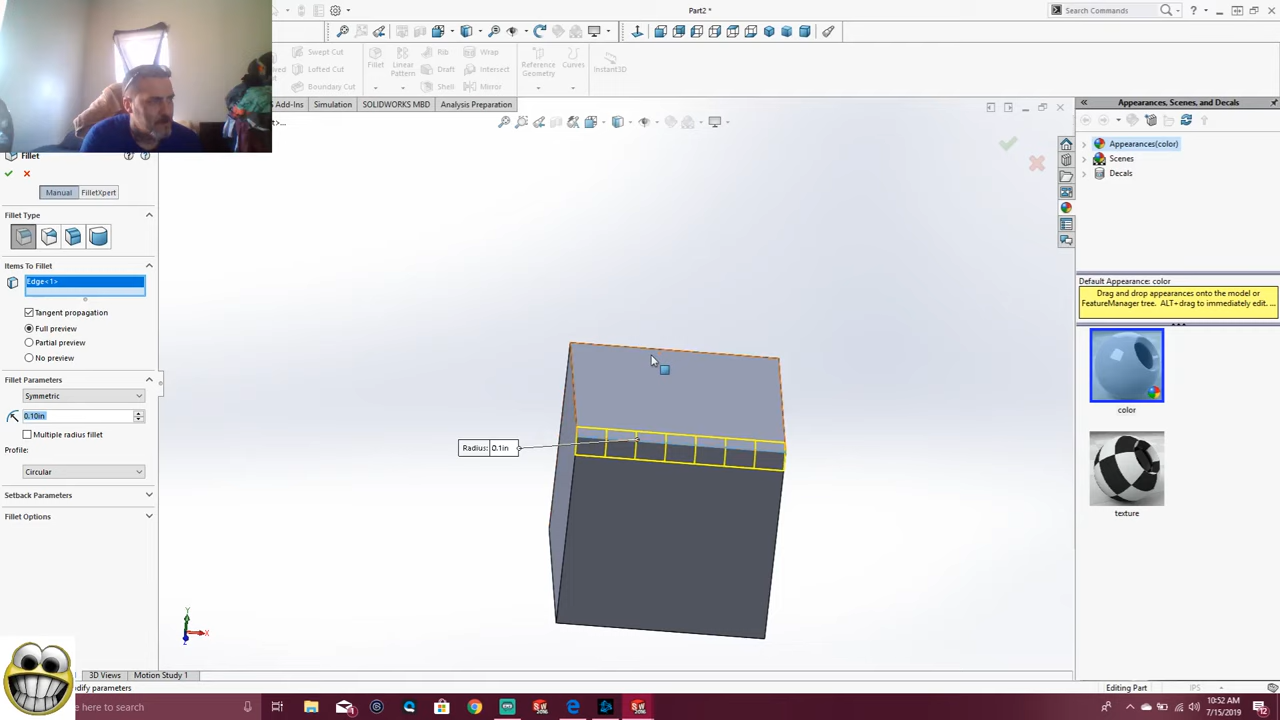 Part2 *
Search Commands
Swept Cut
Lofted Cut
Boundary Cut
Fillet
Linear
Pattern
Rib
Draft
Shell
Wrap
Intersect
Mirror
Reference
Geometry
Curves
Instant3D
Add-Ins
Simulation
SOLIDWORKS MBD
Analysis Preparation
Appearances, Scenes, and Decals
Appearances(color)
Scenes
Decals
Fillet
Manual
FilletXpert
Fillet Type
Items To Fillet
Edge<1>
Tangent propagation
Full preview
Partial preview
No preview
Fillet Parameters
Symmetric
0.10in
Multiple radius fillet
Profile:
Circular
Setback Parameters
Fillet Options
Radius: 0.1in
Default Appearance: color
Drag and drop appearances onto the model or
FeatureManager tree. ALT+drag to immediately edit, ...
color
texture
3D Views
Motion Study 1
modify parameters
Editing Part
IPS
here to search
10:52 AM
7/15/2019
12